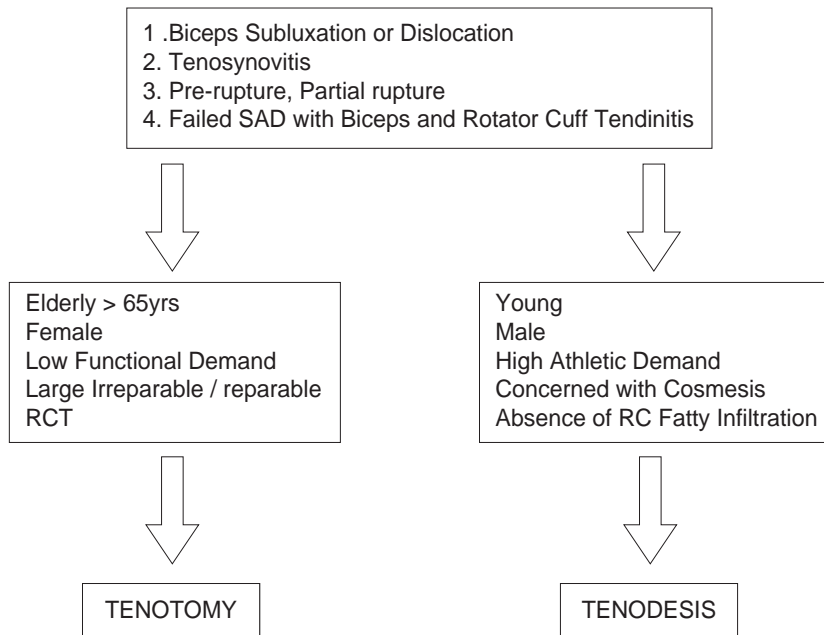 1 .Biceps Subluxation or Dislocation
2. Tenosynovitis
3. Pre-rupture, Partial rupture
4. Failed SAD with Biceps and Rotator Cuff Tendinitis
Elderly > 65yrs
Female
Low Functional Demand
Large Irreparable / reparable
RCT
Young
Male
High Athletic Demand
Concerned with Cosmesis
Absence of RC Fatty Infiltration
TENOTOMY
TENODESIS